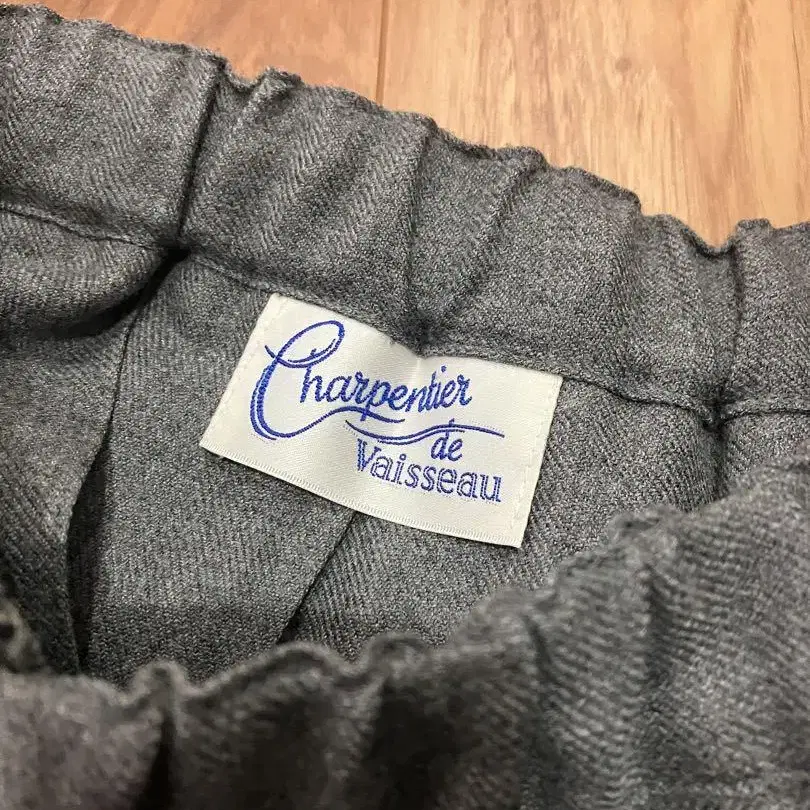 Charpentier
de
Vaisseau